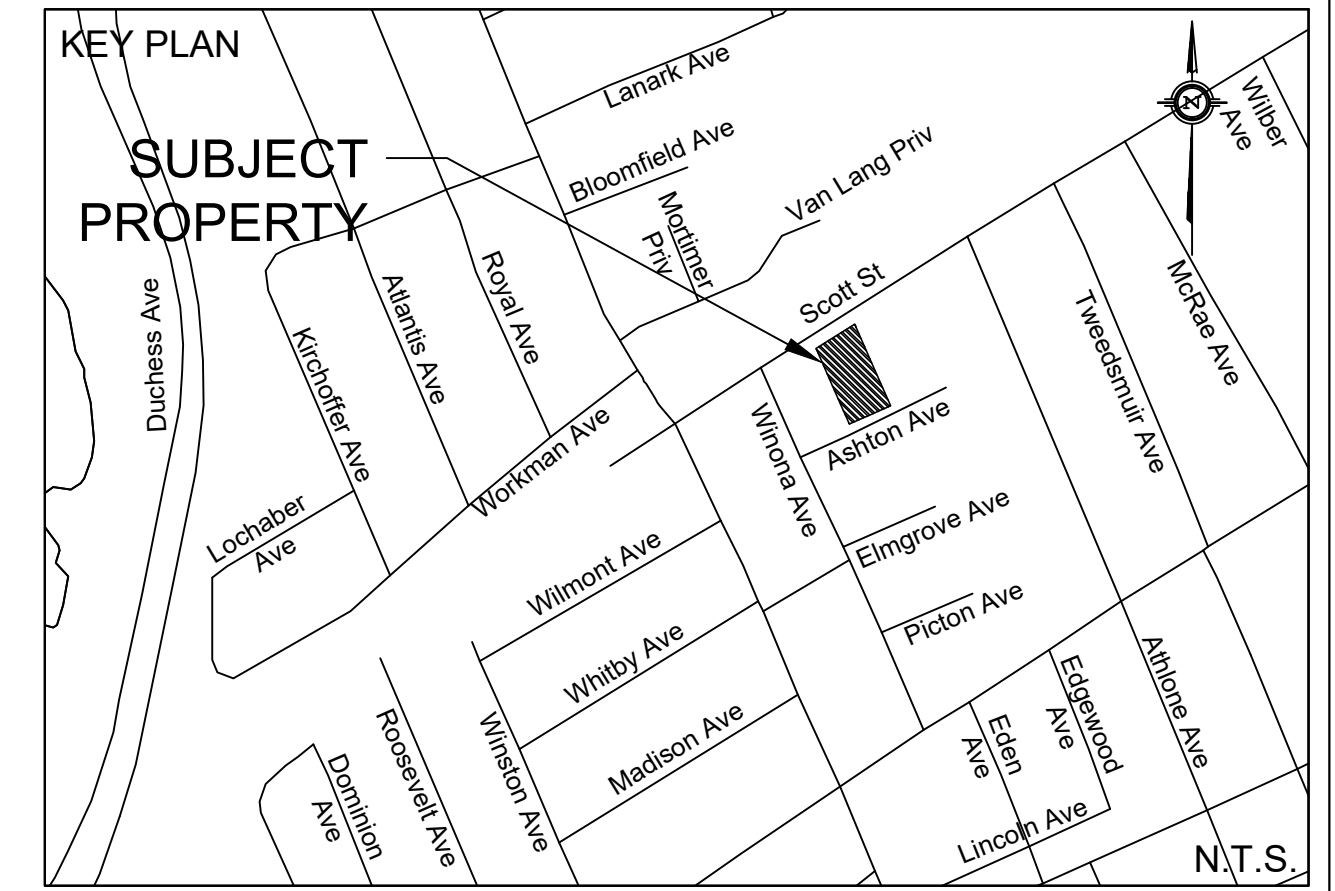 KEY PLAN
Lanark Ave
Wilber
Ave
N
SUBJECT
PROPERTY
Bloomfield Ave
Van Lang Priv
Mortimer
Priv
Duchess Ave
Royal Ave
Atlantis Ave
Kirchoffer Ave
Scott St
McRae Ave
Tweedsmuir Ave
Workman Ave
Winona Ave
Ashton Ave
Lochaber
Ave
Elmgrove Ave
Wilmont Ave
Picton Ave
Whitby Ave
Athlone Ave
Edgewood
Ave
Eden
Ave
Madison Ave
Winston Ave
Roosevelt Ave
Dominion
Ave
Lincoln Ave
N.T.S.